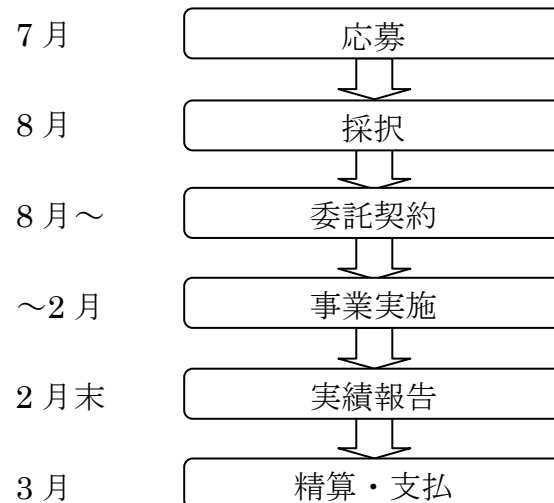 7 月 応募
8 月 採択
8 月～ 委託契約
～2 月 事業実施
2 月末 実績報告
3 月 精算・支払